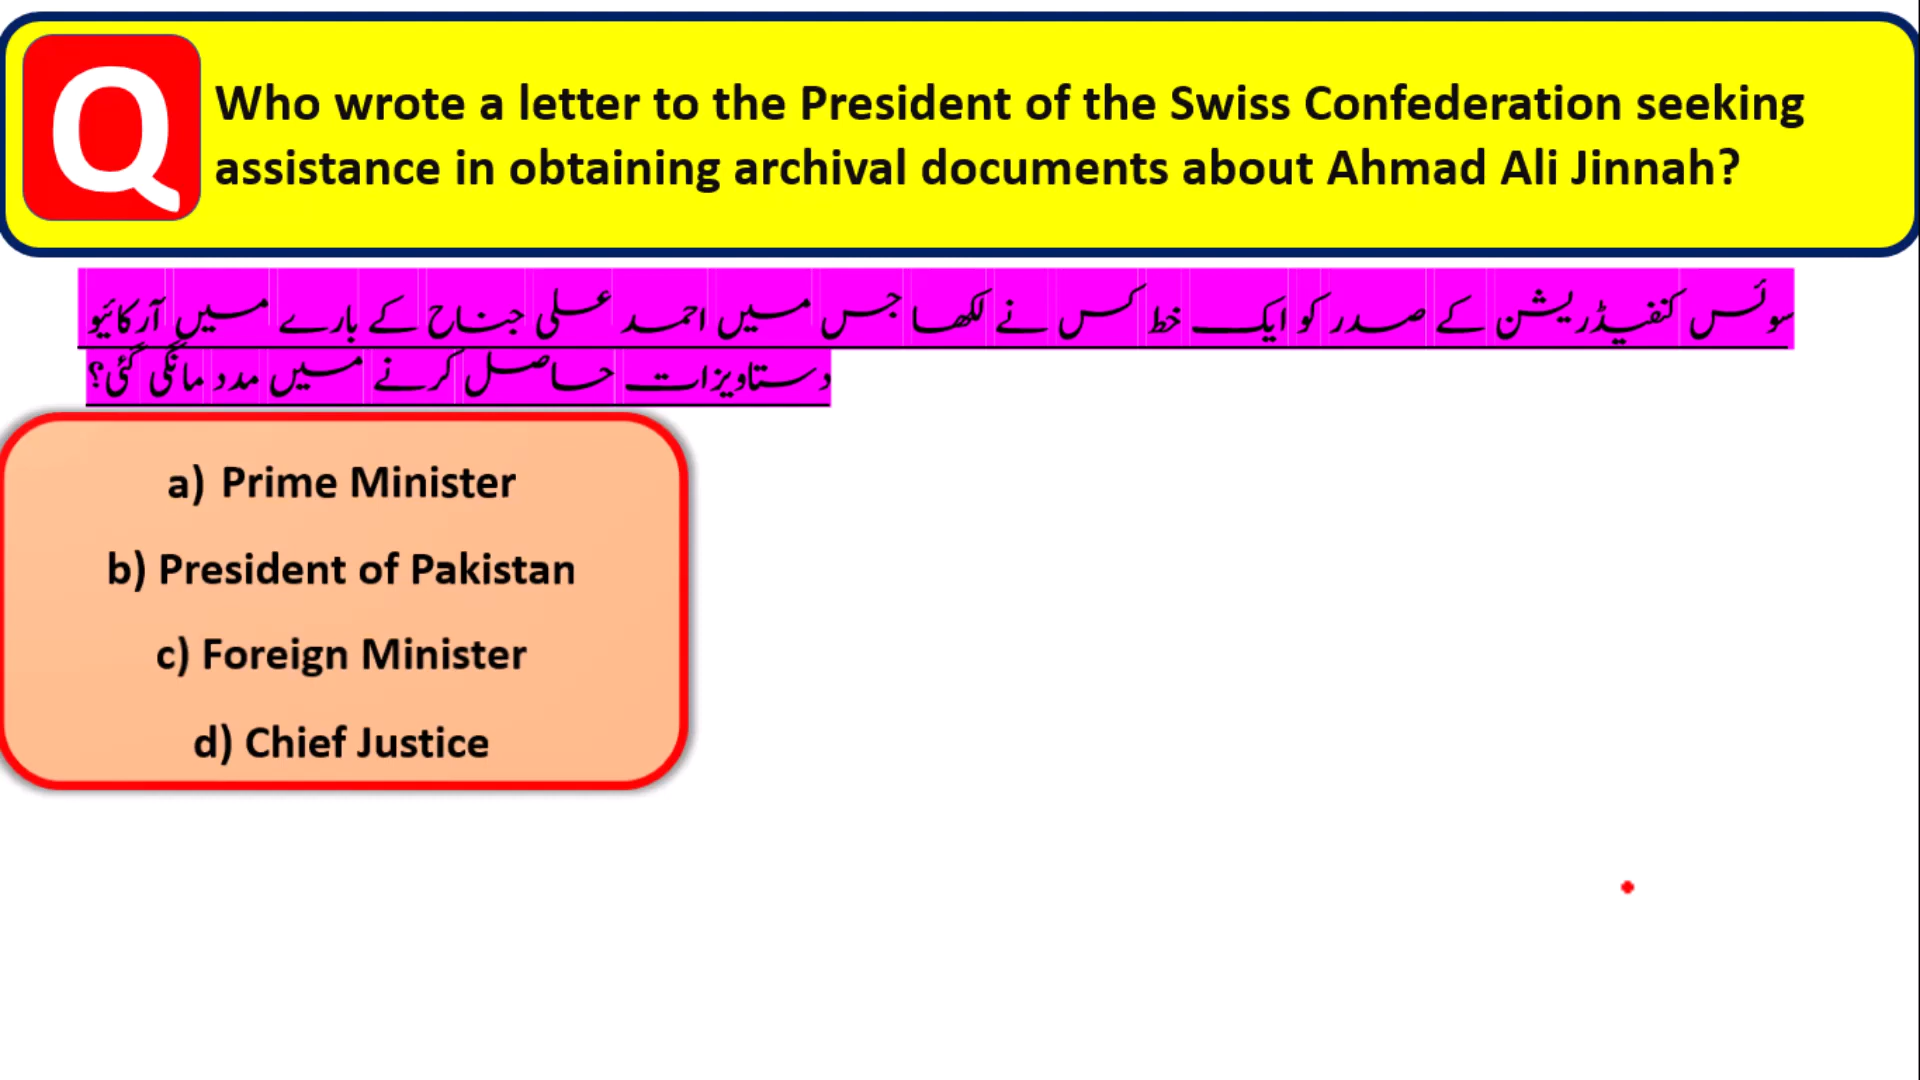 Q
Who wrote a letter to the President of the Swiss Confederation seeking
assistance in obtaining archival documents about Ahmad Ali Jinnah?
سوئس کنفیڈریشن کے صدر کو ایک خط کس نے لکھا جس میں احمد علی جناح کے بارے میں آرکائیو
دستاویزات حاصل کرنے میں مدد مانگی گئی؟
a) Prime Minister
b) President of Pakistan
c) Foreign Minister
d) Chief Justice